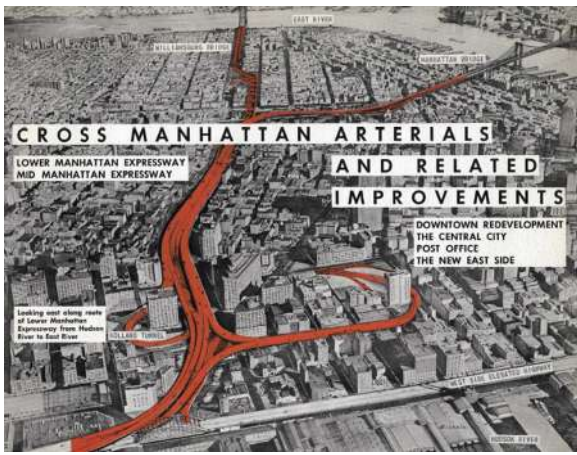 EAST RIVER
WILLIAMSBURG BRIDGE
MANHATTAN BRIDGE
CROSS MANHATTAN ARTERIALS
AND RELATED
IMPROVEMENTS
LOWER MANHATTAN EXPRESSWAY
MID MANHATTAN EXPRESSWAY
DOWNTOWN REDEVELOPMENT
THE CENTRAL CITY
POST OFFICE
THE NEW EAST SIDE
Looking east along route
of Lower Manhattan
Expressway from Hudson
River to East River
HOLLAND TUNNEL
WEST SIDE ELEVATED HIGHWAY
HUDSON RIVER